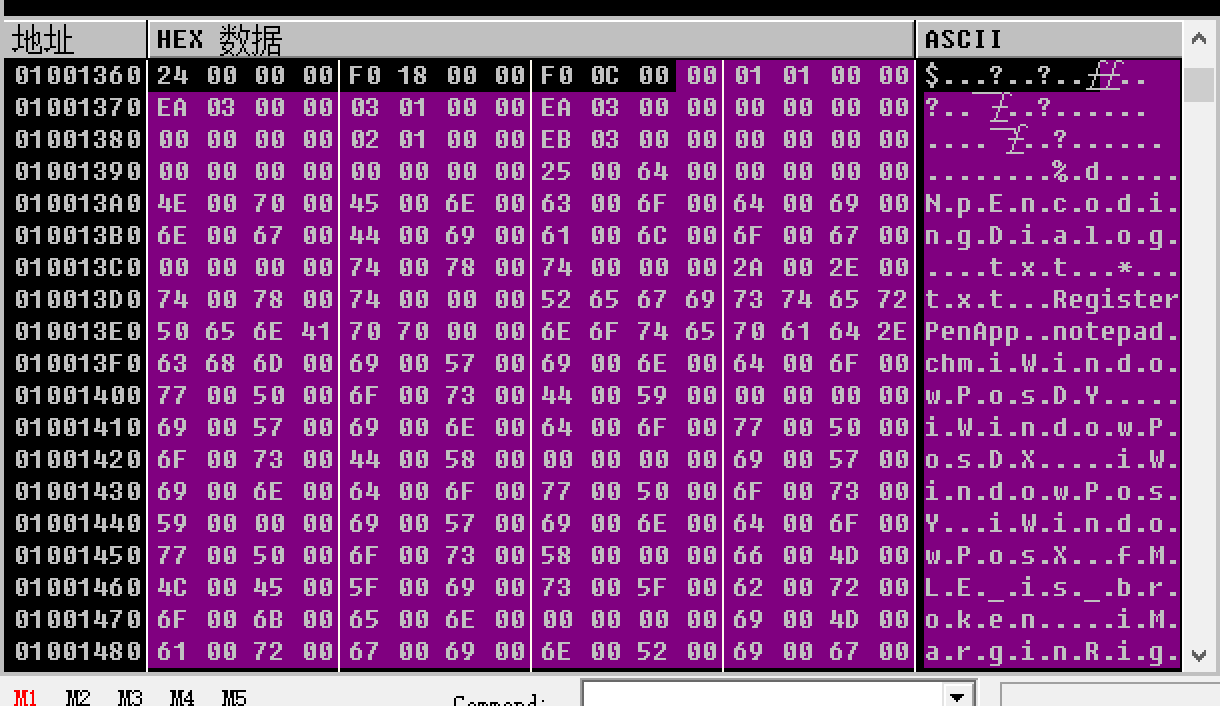 地址 HEX 数据 ASCII
01001360 24 00 00 00 F0 18 00 00 F0 0C 00 00 01 01 00 00 $...?..?..ƒƒ..
01001370 EA 03 00 00 03 01 00 00 EA 03 00 00 00 00 00 00 ?.. ƒ..?......
01001380 00 00 00 00 02 01 00 00 EB 03 00 00 00 00 00 00 .... ƒ..?......
01001390 00 00 00 00 00 00 00 00 25 00 64 00 00 00 00 00 ........%.d.....
010013A0 4E 00 70 00 45 00 6E 00 63 00 6F 00 64 00 69 00 N.p.E.n.c.o.d.i.
010013B0 6E 00 67 00 44 00 69 00 61 00 6C 00 6F 00 67 00 n.g.D.i.a.l.o.g.
010013C0 00 00 00 00 74 00 78 00 74 00 00 00 2A 00 2E 00 ....t.x.t...*...
010013D0 74 00 78 00 74 00 00 00 52 65 67 69 73 74 65 72 t.x.t...Register
010013E0 50 65 6E 41 70 70 00 00 6E 6F 74 65 70 61 64 2E PenApp..notepad.
010013F0 63 68 6D 00 69 00 57 00 69 00 6E 00 64 00 6F 00 chm.i.W.i.n.d.o.
01001400 77 00 50 00 6F 00 73 00 44 00 59 00 00 00 00 00 w.P.o.s.D.Y.....
01001410 69 00 57 00 69 00 6E 00 64 00 6F 00 77 00 50 00 i.W.i.n.d.o.w.P.
01001420 6F 00 73 00 44 00 58 00 00 00 00 00 69 00 57 00 o.s.D.X.....i.W.
01001430 69 00 6E 00 64 00 6F 00 77 00 50 00 6F 00 73 00 i.n.d.o.w.P.o.s.
01001440 59 00 00 00 69 00 57 00 69 00 6E 00 64 00 6F 00 Y...i.W.i.n.d.o.
01001450 77 00 50 00 6F 00 73 00 58 00 00 00 66 00 4D 00 w.P.o.s.X...f.M.
01001460 4C 00 45 00 5F 00 69 00 73 00 5F 00 62 00 72 00 L.E._.i.s._.b.r.
01001470 6F 00 6B 00 65 00 6E 00 00 00 00 00 69 00 4D 00 o.k.e.n.....i.M.
01001480 61 00 72 00 67 00 69 00 6E 00 52 00 69 00 67 00 a.r.g.i.n.R.i.g.
M1 M2 M3 M4 M5 Command: